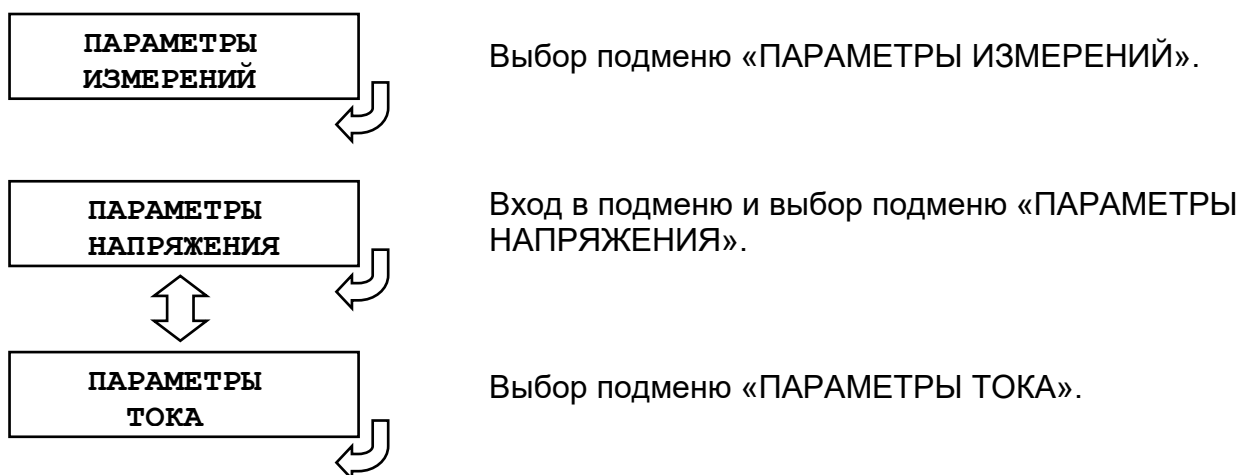 ПАРАМЕТРЫ
ИЗМЕРЕНИЙ
Выбор подменю «ПАРАМЕТРЫ ИЗМЕРЕНИЙ».
ПАРАМЕТРЫ
НАПРЯЖЕНИЯ
Вход в подменю и выбор подменю «ПАРАМЕТРЫ
НАПРЯЖЕНИЯ».
ПАРАМЕТРЫ
ТОКА
Выбор подменю «ПАРАМЕТРЫ ТОКА».